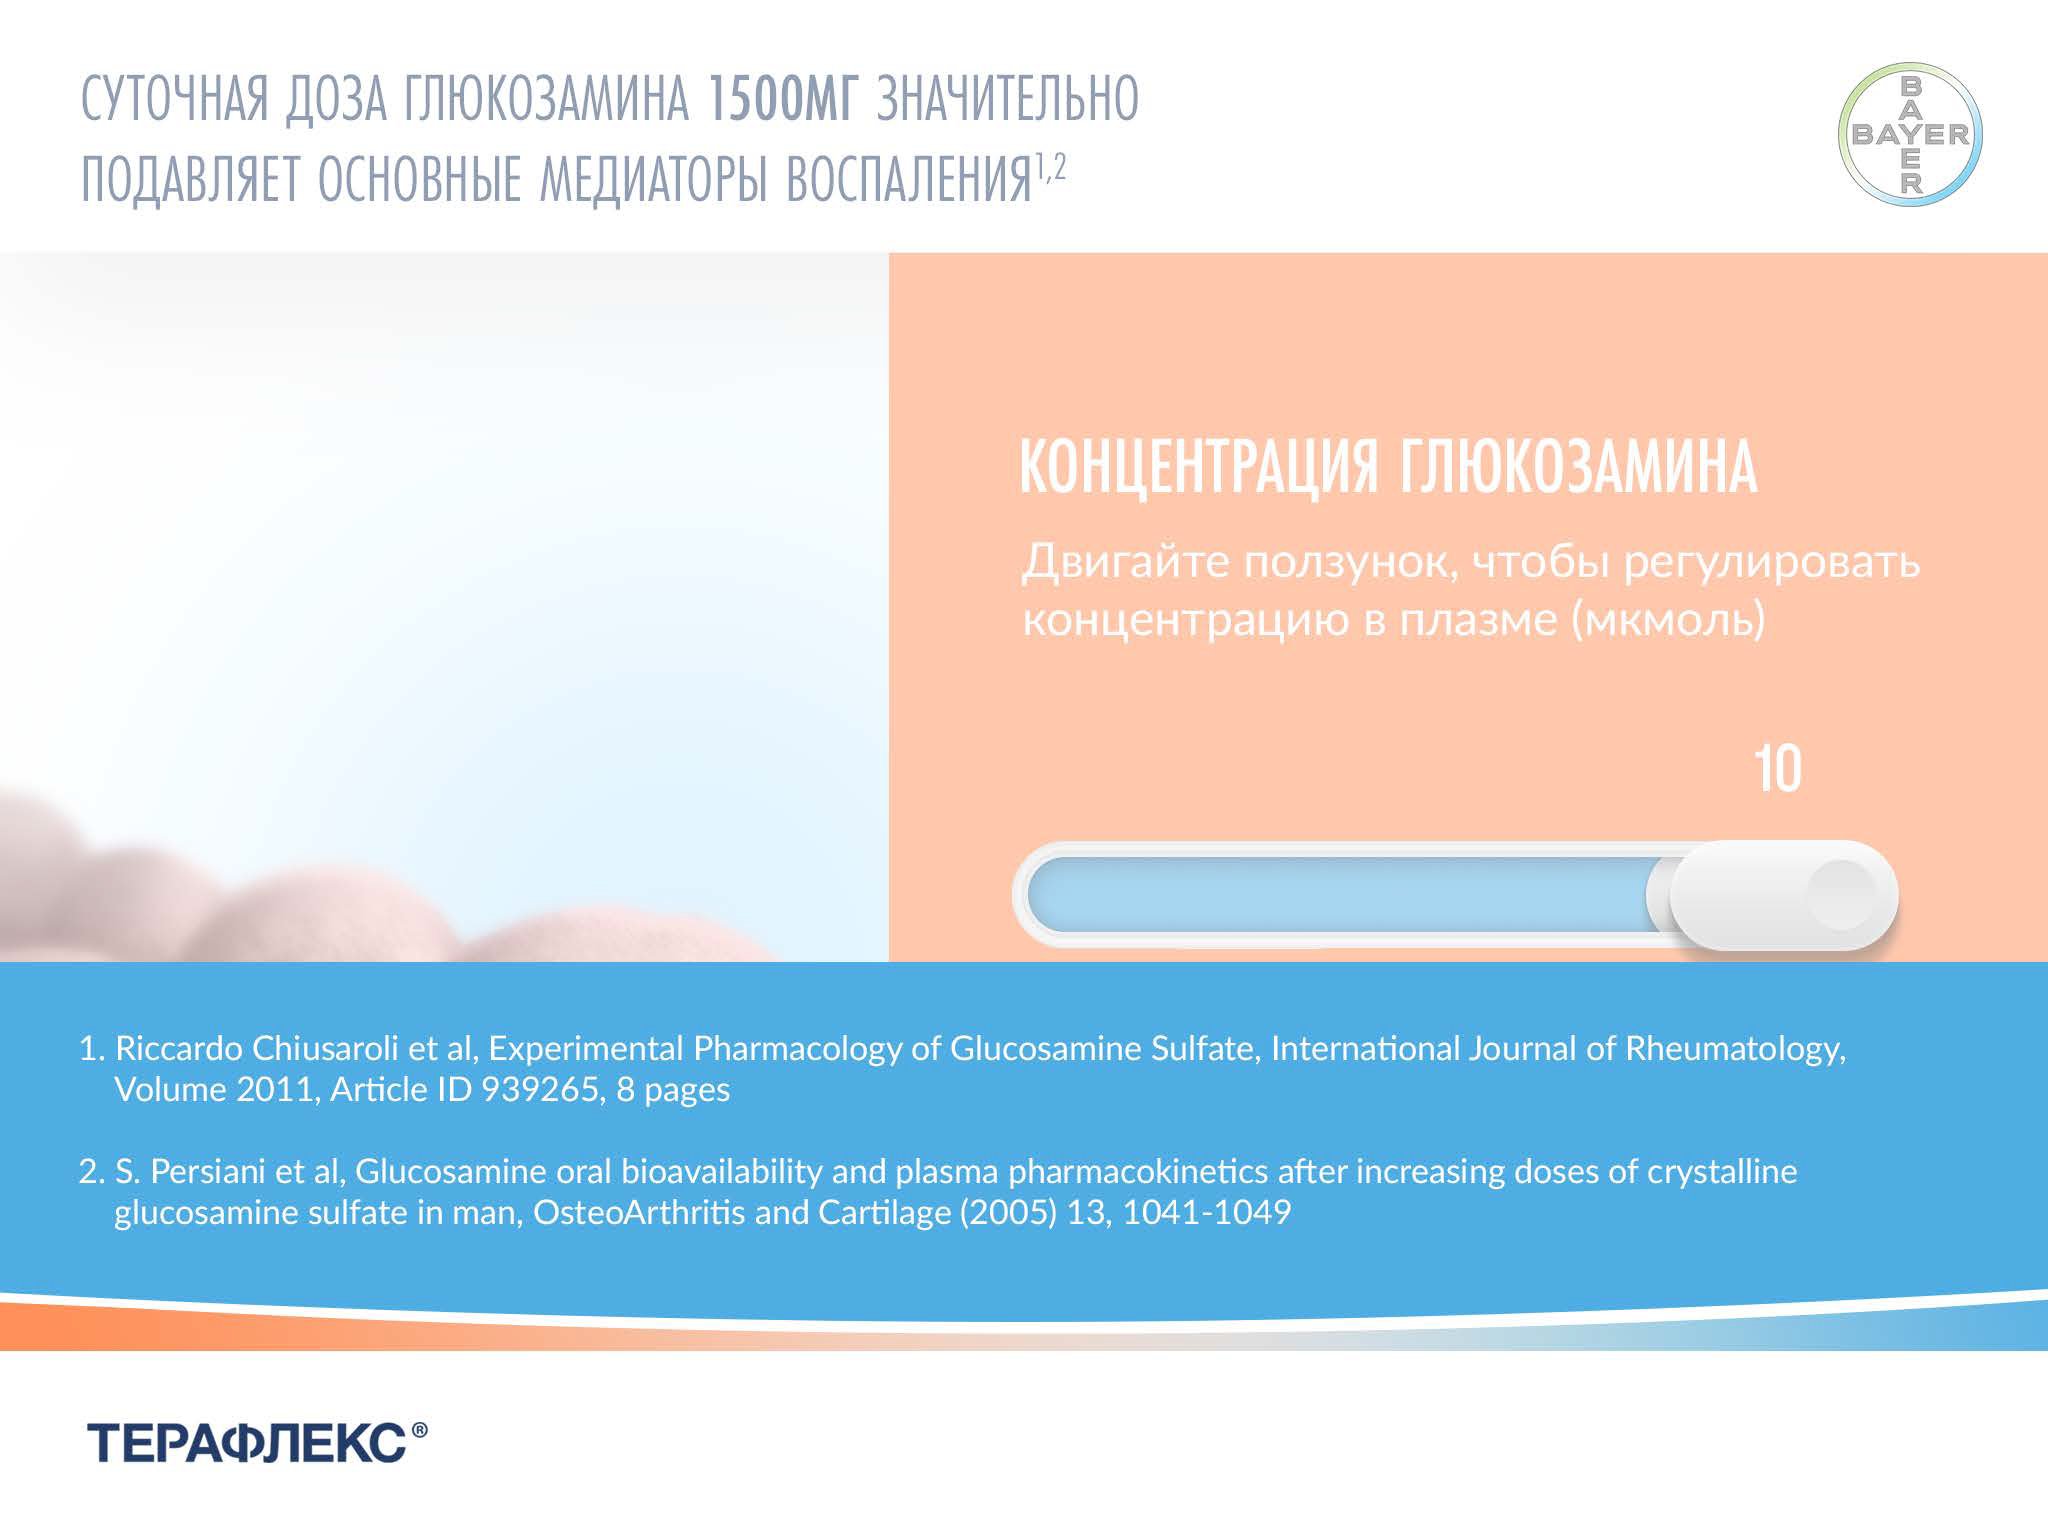 СУТОЧНАЯ ДОЗА ГЛЮКОЗАМИНА 1500МГ ЗНАЧИТЕЛЬНО
ПОДАВЛЯЕТ ОСНОВНЫЕ МЕДИАТОРЫ ВОСПАЛЕНИЯ1,2
BAYER
BAYER
КОНЦЕНТРАЦИЯ ГЛЮКОЗАМИНА
Двигайте ползунок, чтобы регулировать
концентрацию в плазме (мкмоль)
10
1. Riccardo Chiusaroli et al, Experimental Pharmacology of Glucosamine Sulfate, International Journal of Rheumatology,
Volume 2011, Article ID 939265, 8 pages
2. S. Persiani et al, Glucosamine oral bioavailability and plasma pharmacokinetics after increasing doses of crystalline
glucosamine sulfate in man, OsteoArthritis and Cartilage (2005) 13, 1041-1049
ТЕРАФЛЕКС®